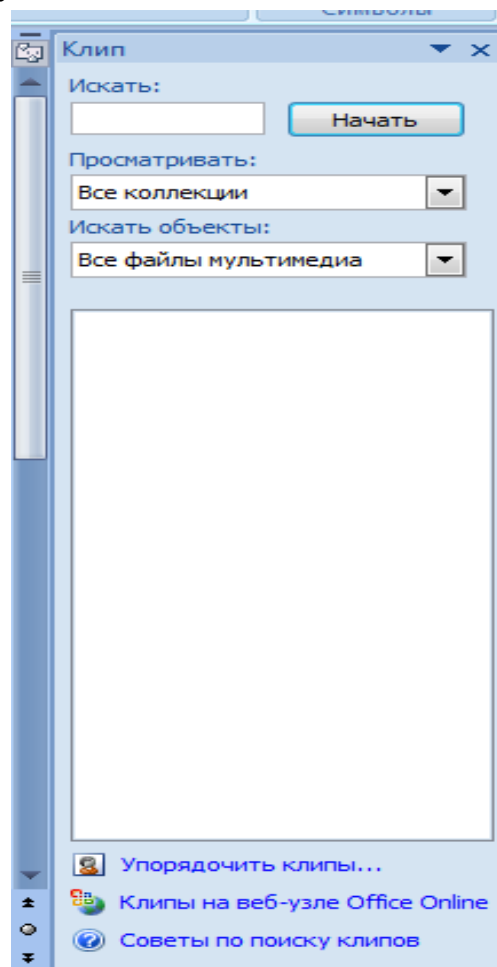 Символы
Клип
Искать:
Начать
Просматривать:
Все коллекции
Искать объекты:
Все файлы мультимедиа
Упорядочить клипы...
Клипы на веб-узле Office Online
Советы по поиску клипов